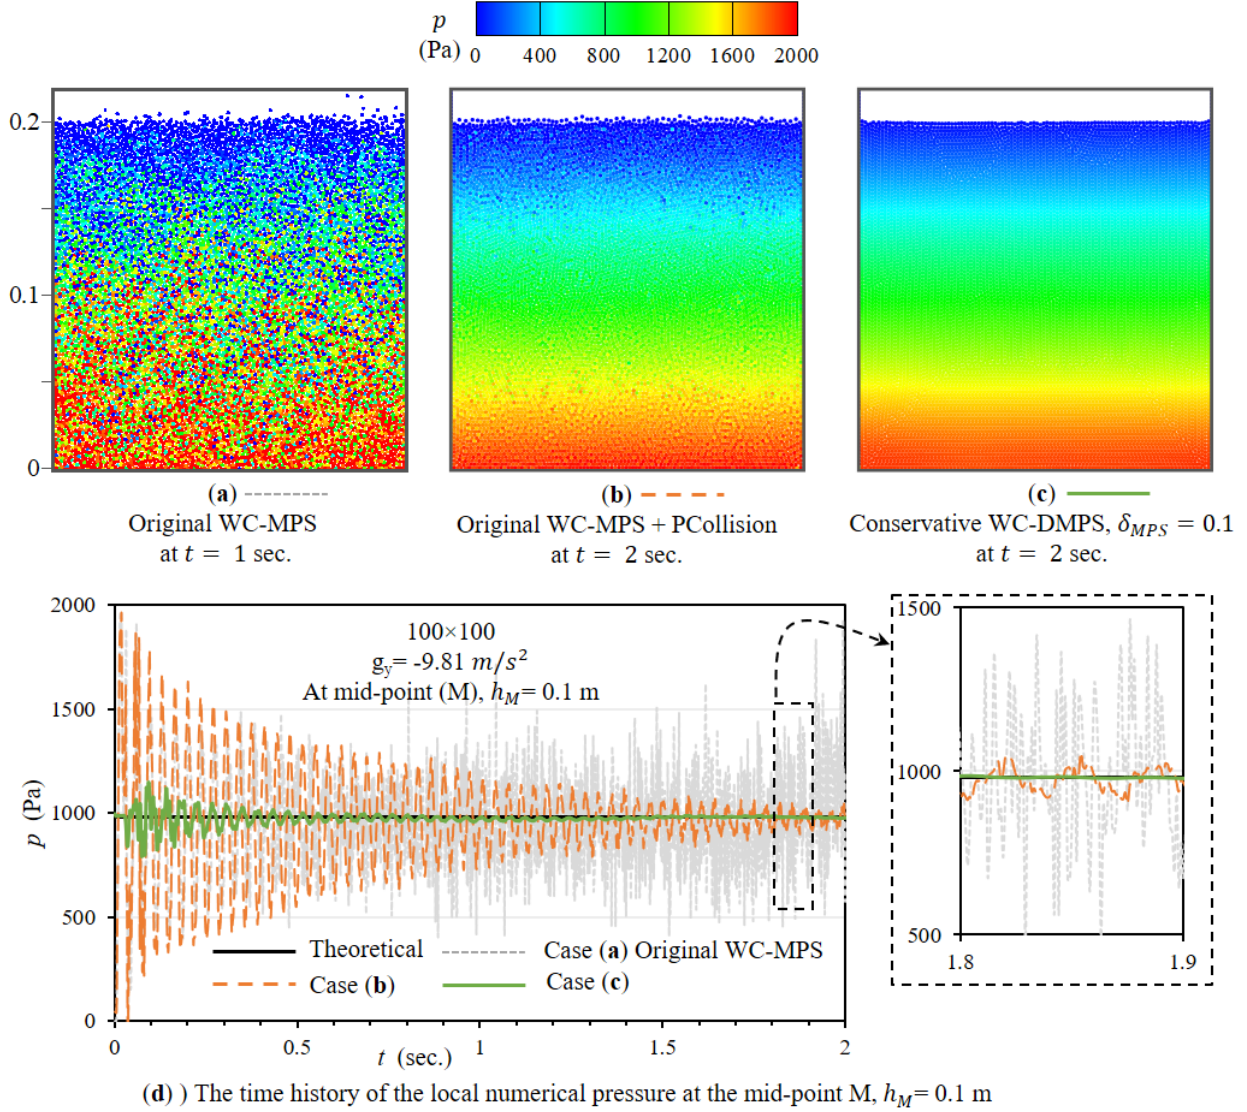 p
(Pa) 0 400 800 1200 1600 2000
0.2
0.1
0
(a)
Original WC-MPS
at t = 1 sec.
(b)
Original WC-MPS + PCollision
at t = 2 sec.
(c)
Conservative WC-DMPS, δ_MPS = 0.1
at t = 2 sec.
2000
1500
1000
500
0
p (Pa)
100×100
g_y= -9.81 m/s²
At mid-point (M), h_M= 0.1 m
Theoretical
Case (a) Original WC-MPS
Case (b)
Case (c)
0 0.5 1 1.5 2
t (sec.)
1500
1000
500
1.8 1.9
(d) ) The time history of the local numerical pressure at the mid-point M, h_M= 0.1 m